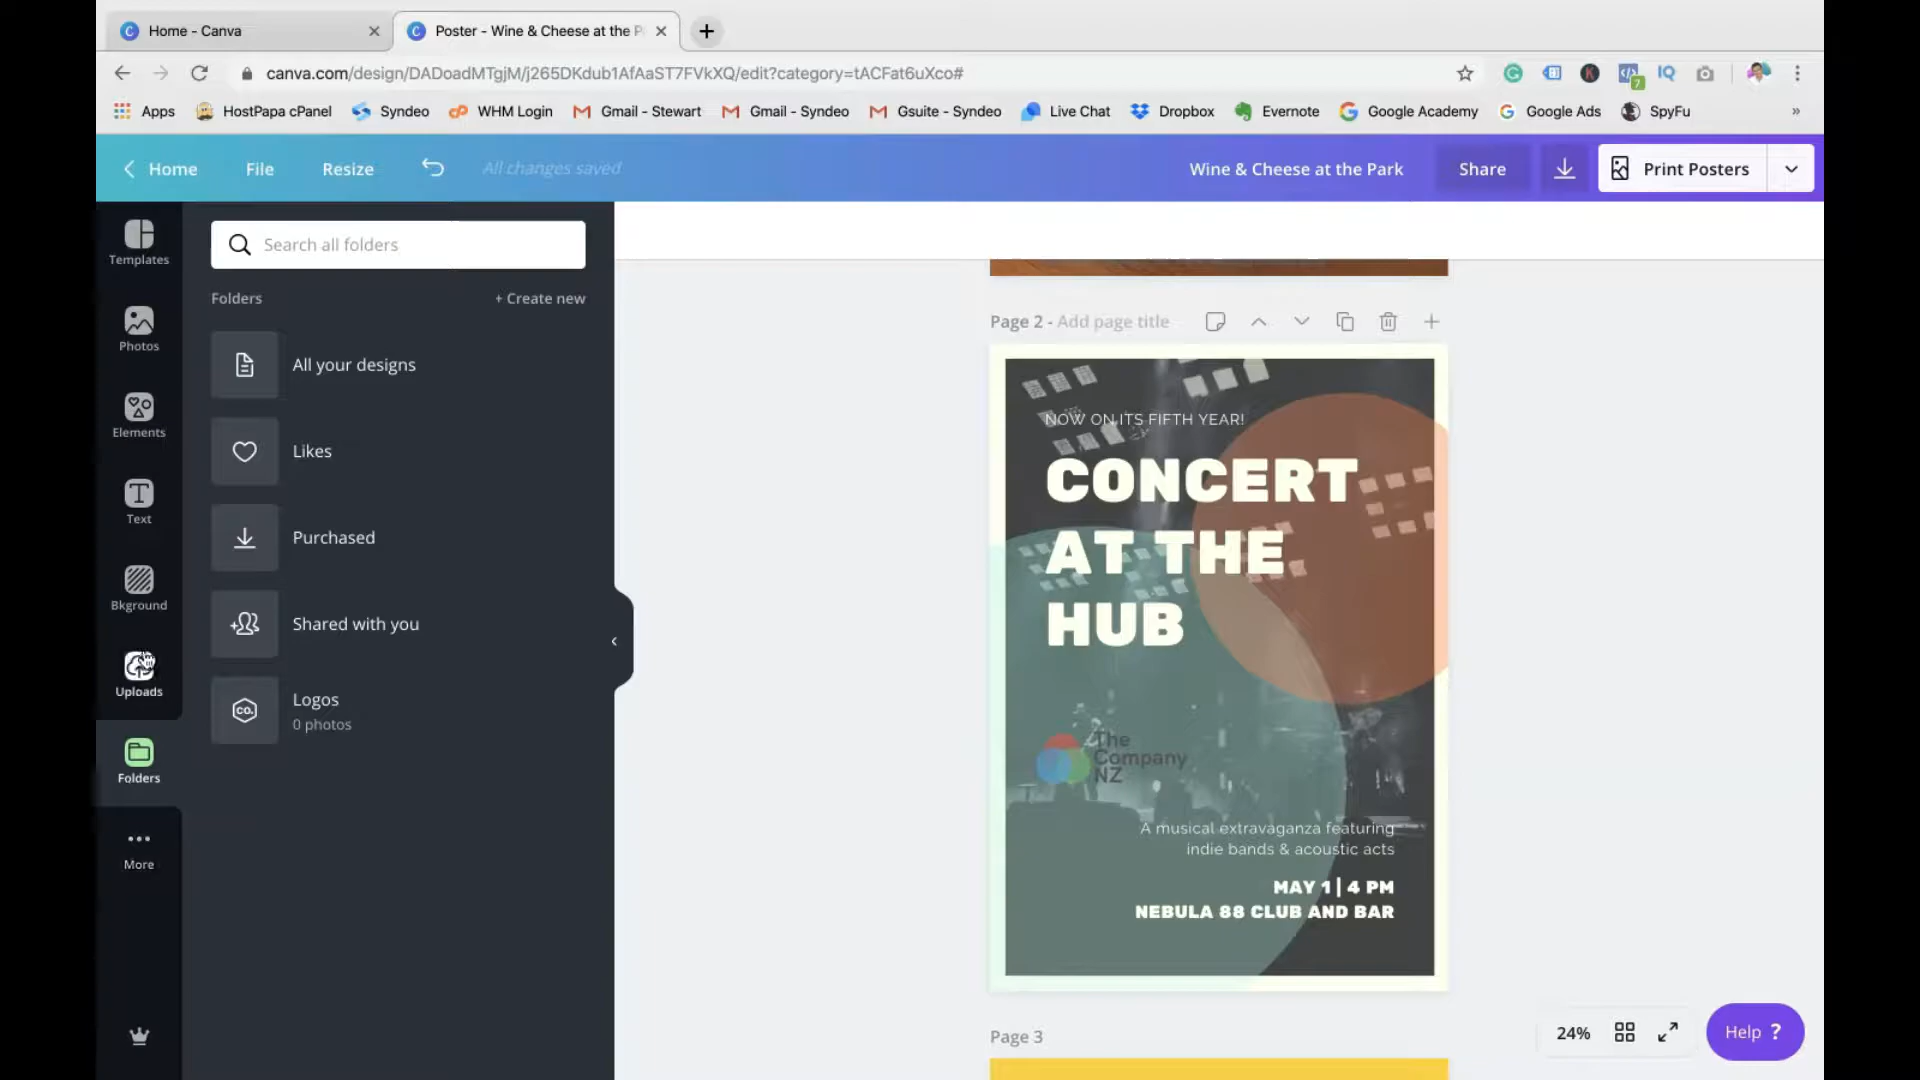 Home - Canva
Poster - Wine & Cheese at the P
canva.com/design/DADoadMTgjM/j265DKdub1AfAaST7FVkXQ/edit?category=tACFat6uXco#
7
Apps
HostPapa cPanel
Syndeo
WHM Login
Gmail - Stewart
Gmail - Syndeo
Gsuite - Syndeo
Live Chat
Dropbox
Evernote
Google Academy
Google Ads
SpyFu
»
Home
File
Resize
All changes saved
Wine & Cheese at the Park
Share
Print Posters
Templates
Photos
Elements
Text
Bkground
Uploads
Folders
More
Search all folders
Folders
+ Create new
All your designs
Likes
Purchased
Shared with you
CO.
Logos
0 photos
Page 2 - Add page title
NOW ON ITS FIFTH YEAR!
CONCERT
AT THE
HUB
The
Company
NZ
A musical extravaganza featuring
indie bands & acoustic acts
MAY 1 | 4 PM
NEBULA 88 CLUB AND BAR
Page 3
24%
Help ?